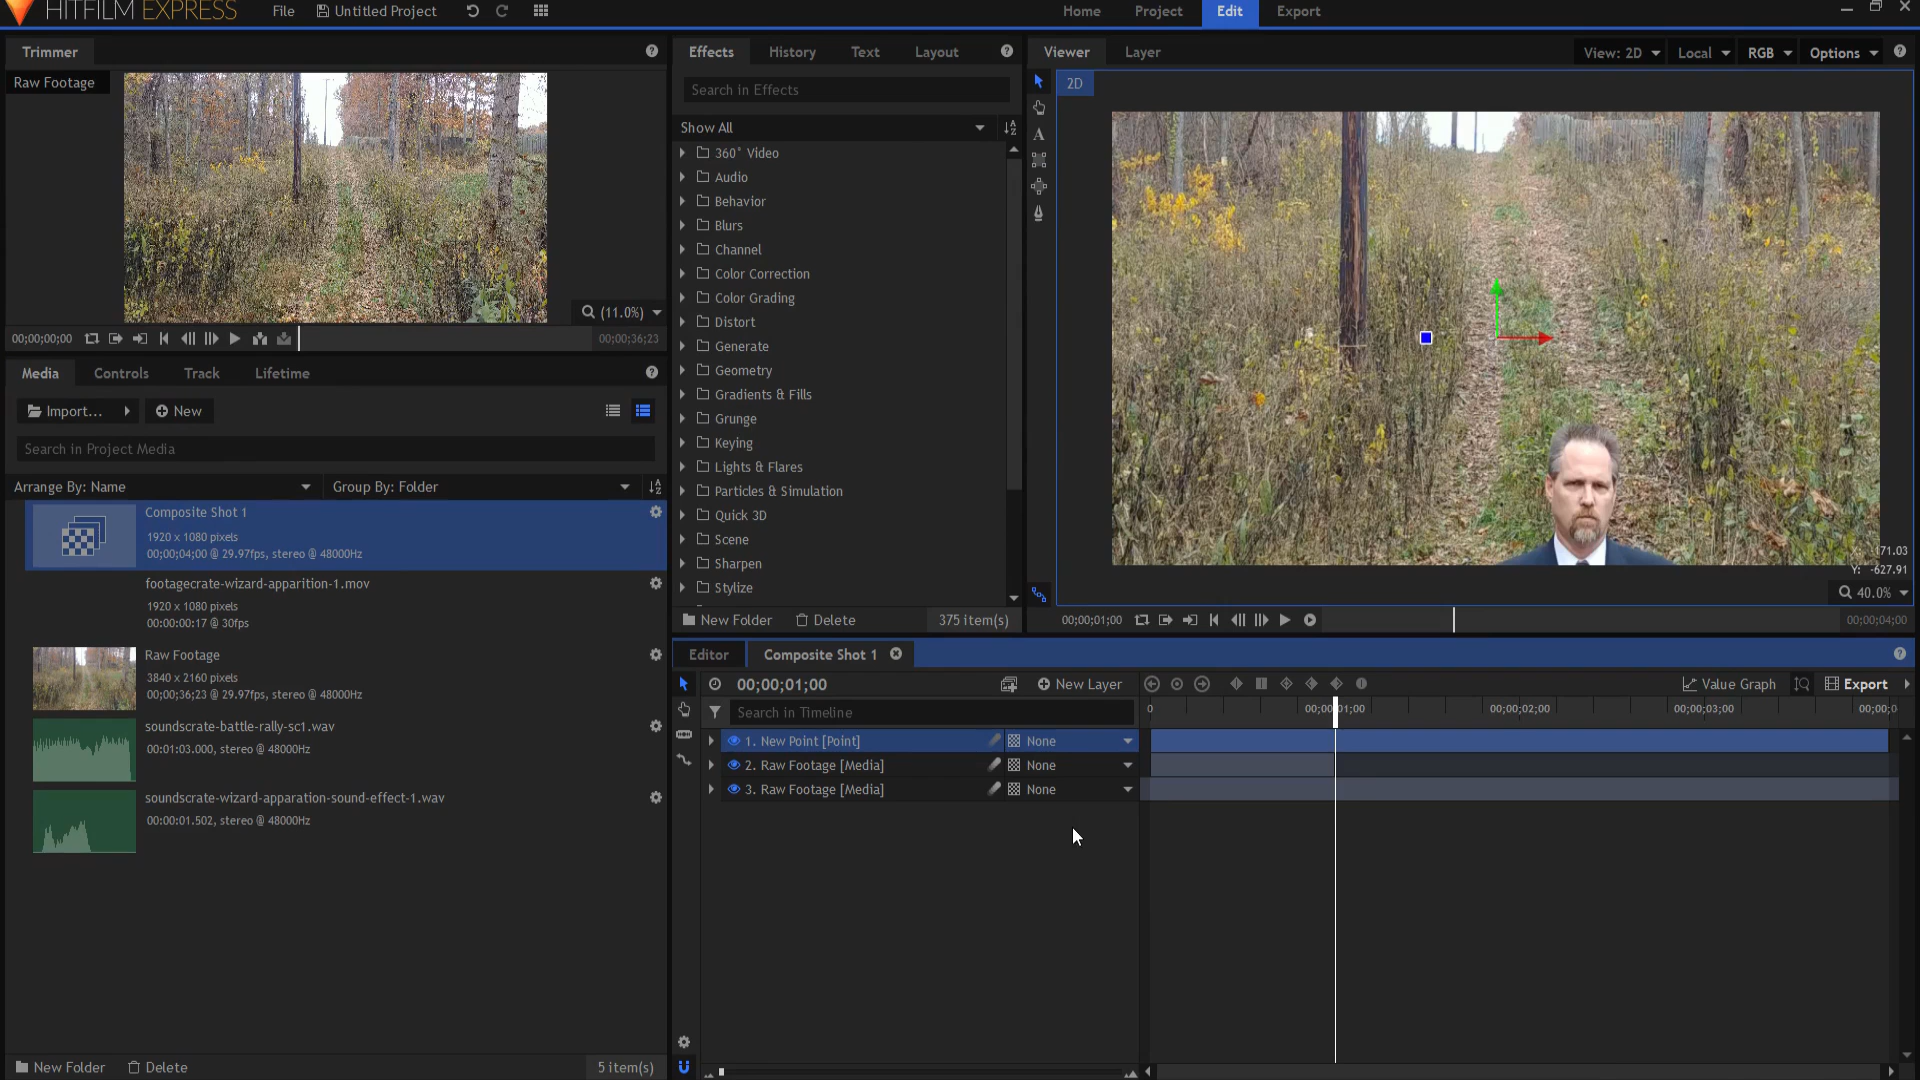 HITFILM EXPRESS
File
Untitled Project
Home
Project
Edit
Export
Trimmer
Raw Footage
(11.0%)
00;00;00;00
00;00;36;23
Media
Controls
Track
Lifetime
Import...
New
Search in Project Media
Arrange By: Name
Group By: Folder
Composite Shot 1
1920 x 1080 pixels
00;00;04;00 @ 29.97fps, stereo @ 48000Hz
footagecrate-wizard-apparition-1.mov
1920 x 1080 pixels
00:00:00:17 @ 30fps
Raw Footage
3840 x 2160 pixels
00;00;36;23 @ 29.97fps, stereo @ 48000Hz
soundscrate-battle-rally-sc1.wav
00:01:03.000, stereo @ 48000Hz
soundscrate-wizard-apparation-sound-effect-1.wav
00:00:01.502, stereo @ 48000Hz
New Folder
Delete
5 item(s)
Effects
History
Text
Layout
Search in Effects
Show All
360° Video
Audio
Behavior
Blurs
Channel
Color Correction
Color Grading
Distort
Generate
Geometry
Gradients & Fills
Grunge
Keying
Lights & Flares
Particles & Simulation
Quick 3D
Scene
Sharpen
Stylize
New Folder
Delete
375 item(s)
Viewer
Layer
View: 2D
Local
RGB
Options
2D
171.03
Y: -627.91
40.0%
00;00;01;00
00;00;04;00
Editor
Composite Shot 1
00;00;01;00
New Layer
Value Graph
Export
Search in Timeline
0
00;00;01;00
00;00;02;00
00;00;03;00
00;00;0
1. New Point [Point]
None
2. Raw Footage [Media]
None
3. Raw Footage [Media]
None